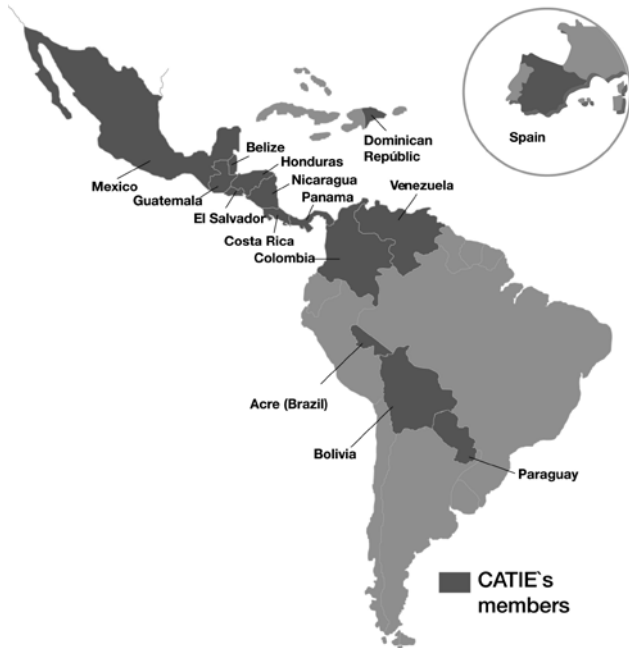 Spain
Dominican
Repúblic
Belize
Honduras
Mexico
Nicaragua
Venezuela
Guatemala
Panama
El Salvador
Costa Rica
Colombia
Acre (Brazil)
Bolivia
Paraguay
CATIE`s
members